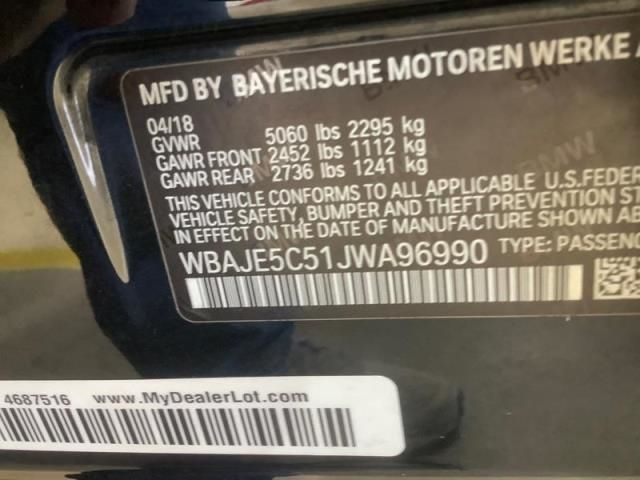 MFD BY BAYERISCHE MOTOREN WERKE A
04/18
GVWR 5060 lbs 2295 kg
GAWR FRONT 2452 lbs 1112 kg
GAWR REAR 2736 lbs 1241 kg
THIS VEHICLE CONFORMS TO ALL APPLICABLE U.S.FEDER
VEHICLE SAFETY, BUMPER AND THEFT PREVENTION ST
IN EFFECT ON THE DATE OF MANUFACTURE SHOWN AB
WBAJE5C51JWA96990 TYPE: PASSENG
4687516 www.MyDealerLot.com